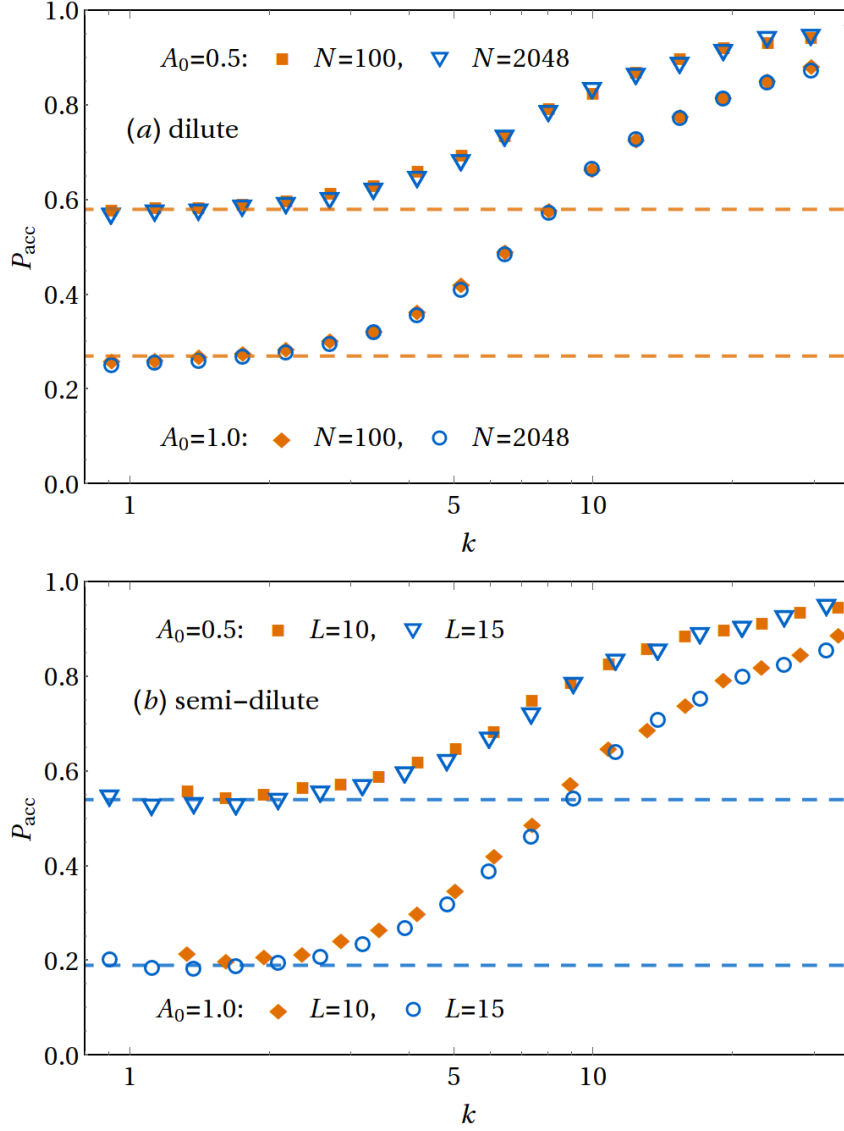 1.0
A₀=0.5: N=100, N=2048
0.8
(a) dilute
0.6
Pacc
0.4
0.2
A₀=1.0: N=100, N=2048
0.0
1 5 10
k
1.0
A₀=0.5: L=10, L=15
0.8
(b) semi-dilute
0.6
Pacc
0.4
0.2
A₀=1.0: L=10, L=15
0.0
1 5 10
k